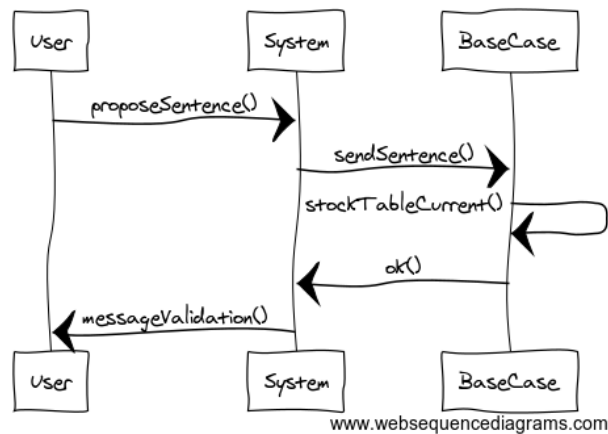 User System BaseCase
proposeSentence()
sendSentence()
stockTableCurrent()
ok()
messageValidation()
User System BaseCase
www.websequencediagrams.com